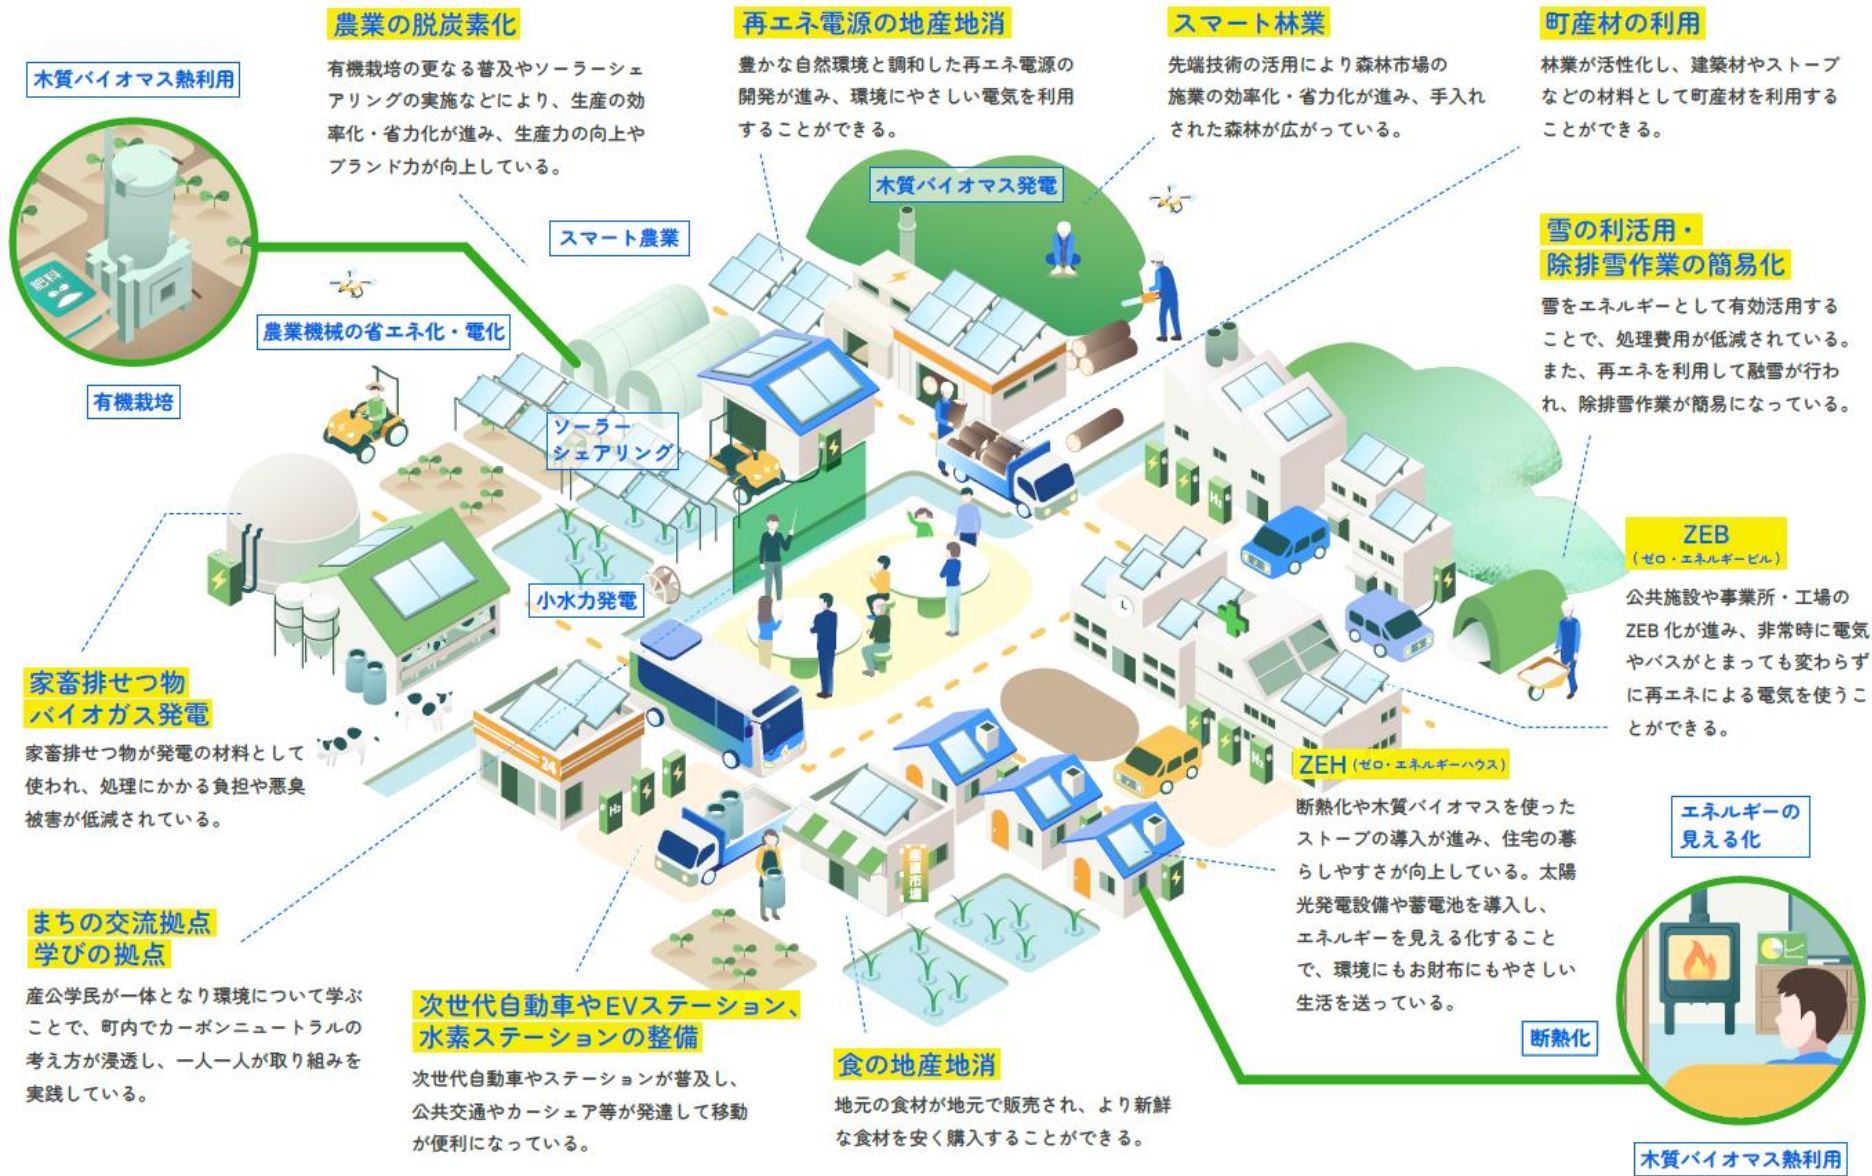 農業の脱炭素化
有機栽培の更なる普及やソーラーシェ
アリングの実施などにより、生産の効
率化・省力化が進み、生産力の向上や
ブランド力が向上している。
再エネ電源の地産地消
豊かな自然環境と調和した再エネ電源の
開発が進み、環境にやさしい電気を利用
することができる。
スマート林業
先端技術の活用により森林市場の
施業の効率化・省力化が進み、手入れ
された森林が広がっている。
町産材の利用
林業が活性化し、建築材やストーブ
などの材料として町産材を利用する
ことができる。
木質バイオマス熱利用
肥料
有機栽培
スマート農業
木質バイオマス発電
農業機械の省エネ化・電化
ソーラー
シェアリング
小水力発電
雪の利活用・
除排雪作業の簡易化
雪をエネルギーとして有効活用する
ことで、処理費用が低減されている。
また、再エネを利用して融雪が行わ
れ、除排雪作業が簡易になっている。
H2
ZEB
(ゼロ・エネルギービル)
公共施設や事業所・工場の
ZEB 化が進み、非常時に電気
やバスがとまっても変わらず
に再エネによる電気を使うこ
とができる。
家畜排せつ物
バイオガス発電
家畜排せつ物が発電の材料として
使われ、処理にかかる負担や悪臭
被害が低減されている。
24
H2
H2
産直市場
ZEH (ゼロ・エネルギーハウス)
断熱化や木質バイオマスを使った
ストーブの導入が進み、住宅の暮
らしやすさが向上している。太陽
光発電設備や蓄電池を導入し、
エネルギーを見える化すること
で、環境にもお財布にもやさしい
生活を送っている。
エネルギーの
見える化
断熱化
木質バイオマス熱利用
まちの交流拠点
学びの拠点
産公学民が一体となり環境について学ぶ
ことで、町内でカーボンニュートラルの
考え方が浸透し、一人一人が取り組みを
実践している。
次世代自動車やEVステーション、
水素ステーションの整備
次世代自動車やステーションが普及し、
公共交通やカーシェア等が発達して移動
が便利になっている。
食の地産地消
地元の食材が地元で販売され、より新鮮
な食材を安く購入することができる。